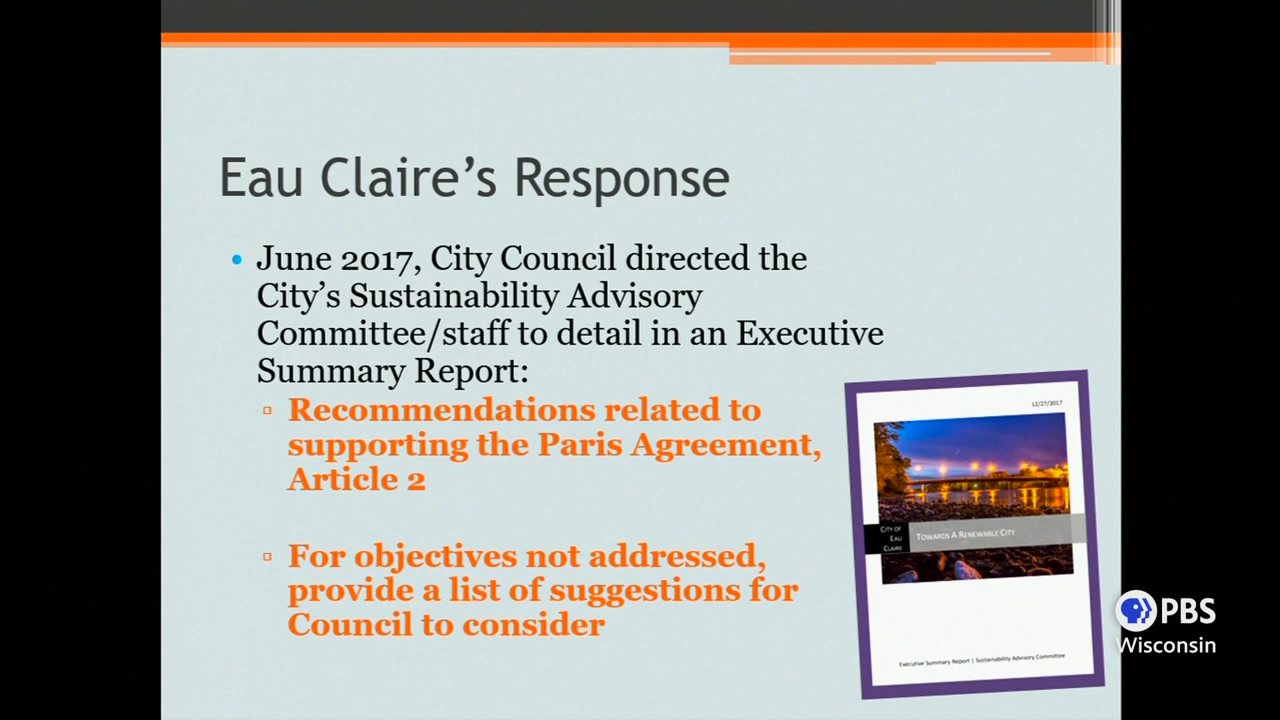 Eau Claire’s Response
• June 2017, City Council directed the
City’s Sustainability Advisory
Committee/staff to detail in an Executive
Summary Report:
▫ Recommendations related to
supporting the Paris Agreement,
Article 2
▫ For objectives not addressed,
provide a list of suggestions for
Council to consider
12/27/2017
CITY OF
EAU
CLAIRE
TOWARDS A RENEWABLE CITY
Executive Summary Report | Sustainability Advisory Committee
PBS
Wisconsin